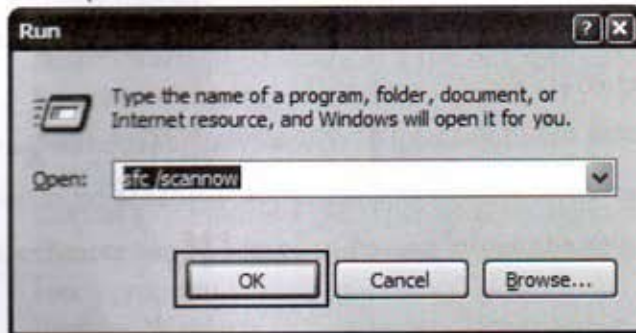 Run
Type the name of a program, folder, document, or
Internet resource, and Windows will open it for you.
Open: sfc /scannow
OK Cancel Browse...